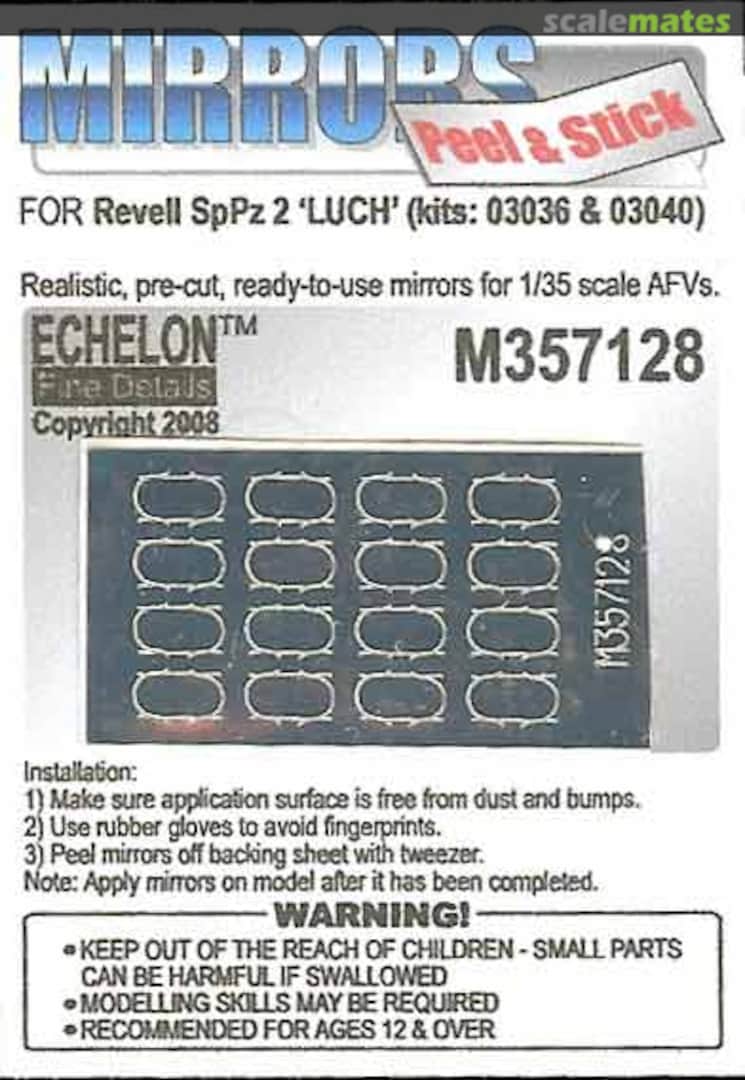 scalemates
MIRRORS
Peel & Stick
FOR Revell SpPz 2 ‘LUCH’ (kits: 03036 & 03040)
Realistic, pre-cut, ready-to-use mirrors for 1/35 scale AFVs.
ECHELON™
M357128
Fine Details
Copyright 2008
M357128
Installation:
1) Make sure application surface is free from dust and bumps.
2) Use rubber gloves to avoid fingerprints.
3) Peel mirrors off backing sheet with tweezer.
Note: Apply mirrors on model after it has been completed.
WARNING!
• KEEP OUT OF THE REACH OF CHILDREN - SMALL PARTS
CAN BE HARMFUL IF SWALLOWED
• MODELLING SKILLS MAY BE REQUIRED
• RECOMMENDED FOR AGES 12 & OVER